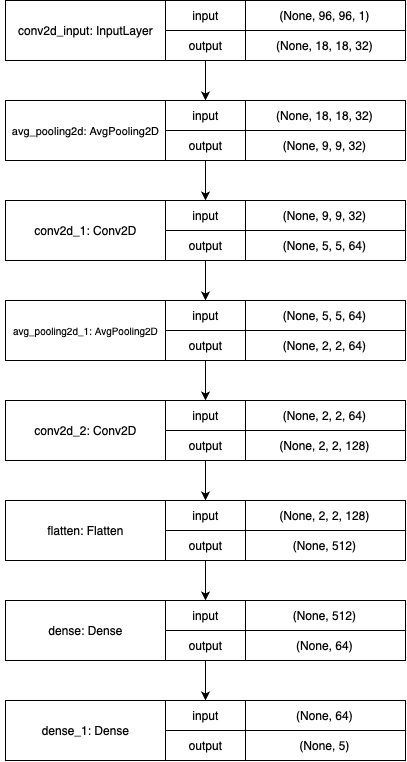 conv2d_input: InputLayer
input
(None, 96, 96, 1)
output
(None, 18, 18, 32)
avg_pooling2d: AvgPooling2D
input
(None, 18, 18, 32)
output
(None, 9, 9, 32)
conv2d_1: Conv2D
input
(None, 9, 9, 32)
output
(None, 5, 5, 64)
avg_pooling2d_1: AvgPooling2D
input
(None, 5, 5, 64)
output
(None, 2, 2, 64)
conv2d_2: Conv2D
input
(None, 2, 2, 64)
output
(None, 2, 2, 128)
flatten: Flatten
input
(None, 2, 2, 128)
output
(None, 512)
dense: Dense
input
(None, 512)
output
(None, 64)
dense_1: Dense
input
(None, 64)
output
(None, 5)